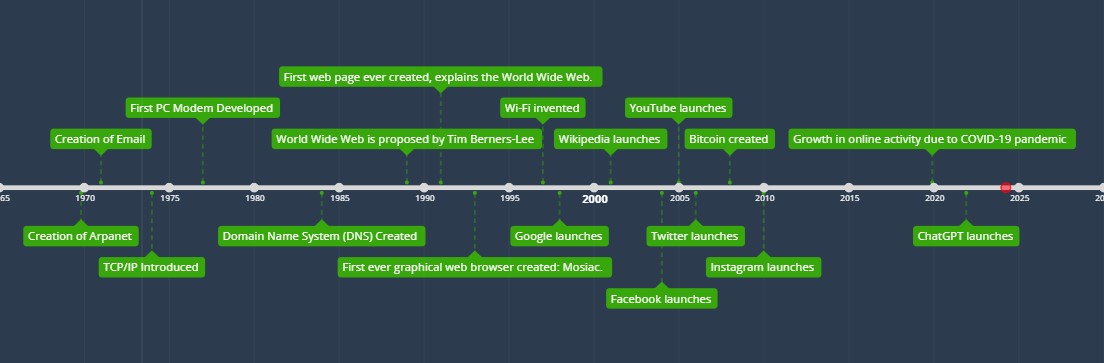 First web page ever created, explains the World Wide Web.
First PC Modem Developed
Wi-Fi invented
YouTube launches
Creation of Email
World Wide Web is proposed by Tim Berners-Lee
Wikipedia launches
Bitcoin created
Growth in online activity due to COVID-19 pandemic
65
1970
1975
1980
1985
1990
1995
2000
2005
2010
2015
2020
2025
20
Creation of Arpanet
Domain Name System (DNS) Created
Google launches
Twitter launches
ChatGPT launches
TCP/IP Introduced
First ever graphical web browser created: Mosiac.
Instagram launches
Facebook launches